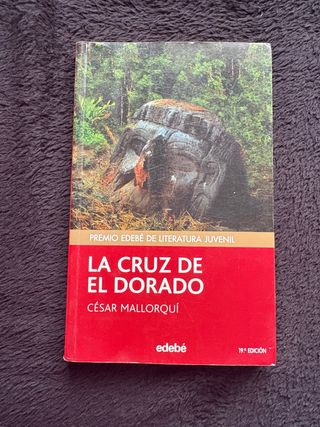 PREMIO EDEBÉ DE LITERATURA JUVENIL
LA CRUZ DE
EL DORADO
CÉSAR MALLORQUÍ
edebé
19.ª EDICIÓN